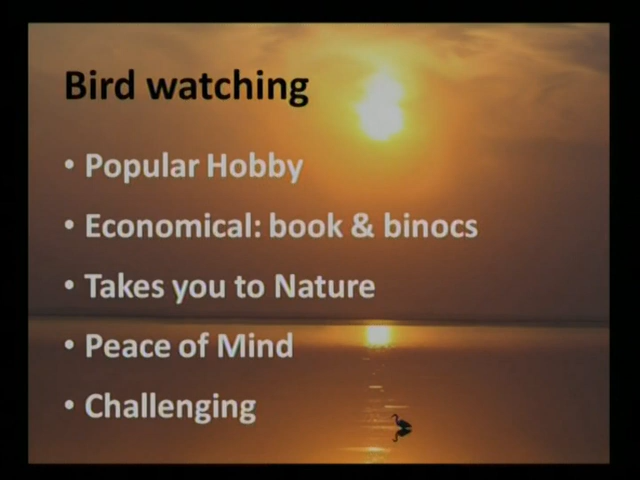 Bird watching
• Popular Hobby
• Economical: book & binocs
• Takes you to Nature
• Peace of Mind
• Challenging